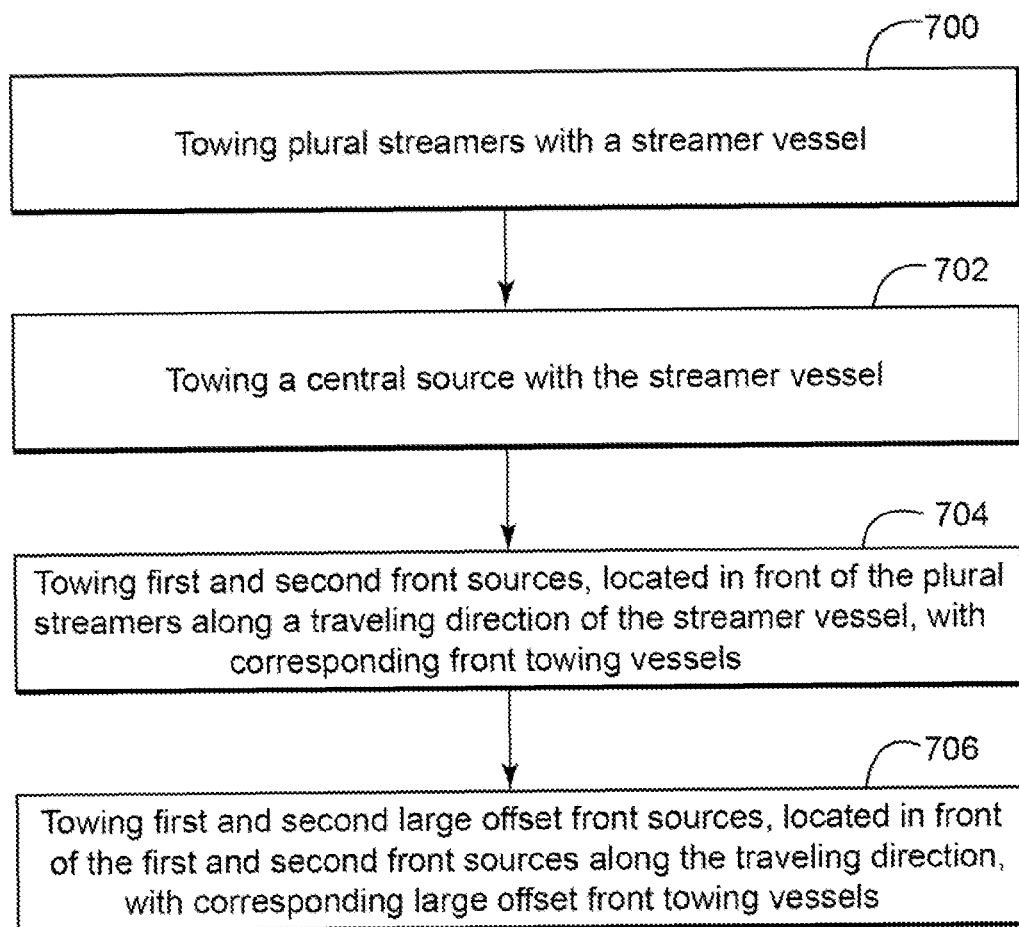 700
Towing plural streamers with a streamer vessel
702
Towing a central source with the streamer vessel
704
Towing first and second front sources, located in front of the plural
streamers along a traveling direction of the streamer vessel, with
corresponding front towing vessels
706
Towing first and second large offset front sources, located in front
of the first and second front sources along the traveling direction,
with corresponding large offset front towing vessels